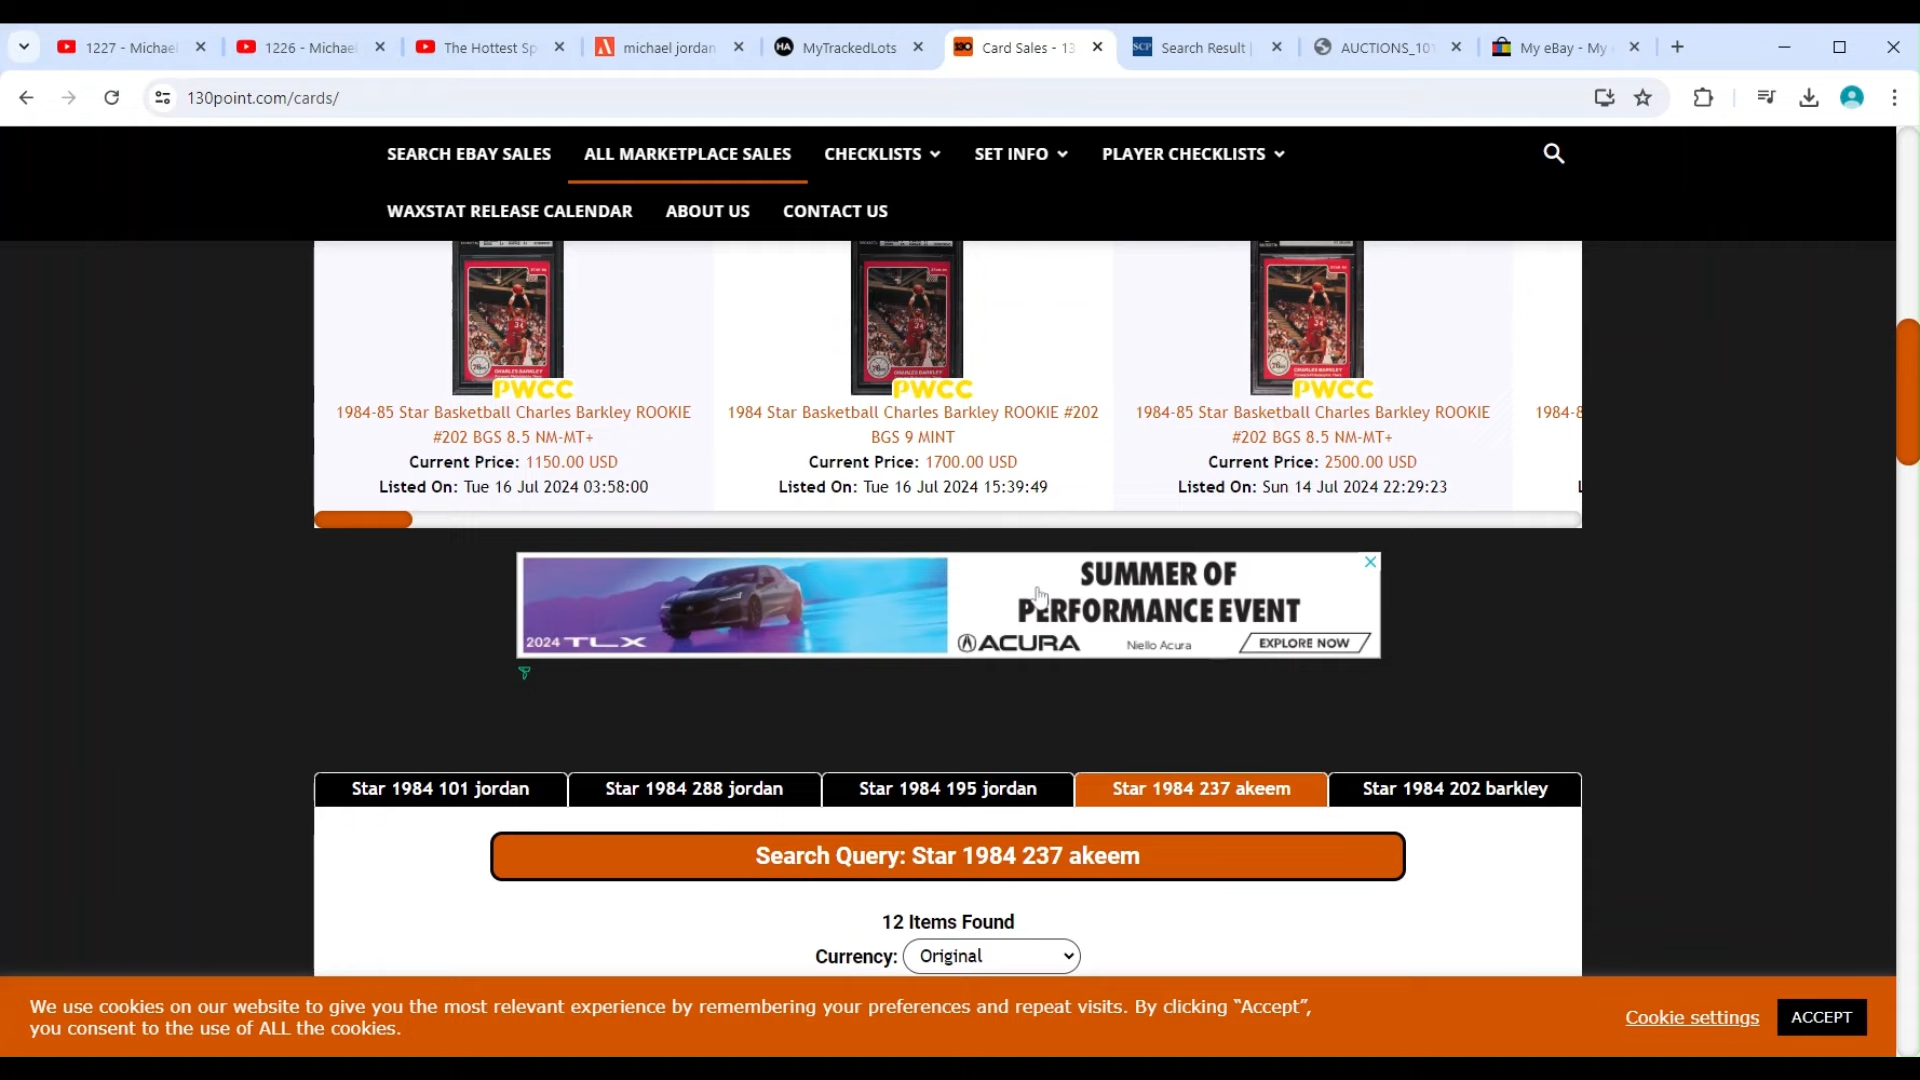 1227 - Michae
1226 - Michae
The Hottest Sp
michael jordan
HA
MyTrackedLots
130
Card Sales - 13
SCP
Search Result |
AUCTIONS_101
My eBay - My
130point.com/cards/
SEARCH EBAY SALES
ALL MARKETPLACE SALES
CHECKLISTS
SET INFO
PLAYER CHECKLISTS
WAXSTAT RELEASE CALENDAR
ABOUT US
CONTACT US
PWCC
PWCC
PWCC
1984-85 Star Basketball Charles Barkley ROOKIE
#202 BGS 8.5 NM-MT+
Current Price: 1150.00 USD
Listed On: Tue 16 Jul 2024 03:58:00
1984 Star Basketball Charles Barkley ROOKIE #202
BGS 9 MINT
Current Price: 1700.00 USD
Listed On: Tue 16 Jul 2024 15:39:49
1984-85 Star Basketball Charles Barkley ROOKIE
#202 BGS 8.5 NM-MT+
Current Price: 2500.00 USD
Listed On: Sun 14 Jul 2024 22:29:23
1984-8
SUMMER OF
PERFORMANCE EVENT
2024 TLX
ACURA
Niello Acura
EXPLORE NOW
Star 1984 101 jordan
Star 1984 288 jordan
Star 1984 195 jordan
Star 1984 237 akeem
Star 1984 202 barkley
Search Query: Star 1984 237 akeem
12 Items Found
Currency: Original
We use cookies on our website to give you the most relevant experience by remembering your preferences and repeat visits. By clicking “Accept”,
you consent to the use of ALL the cookies.
Cookie settings
ACCEPT